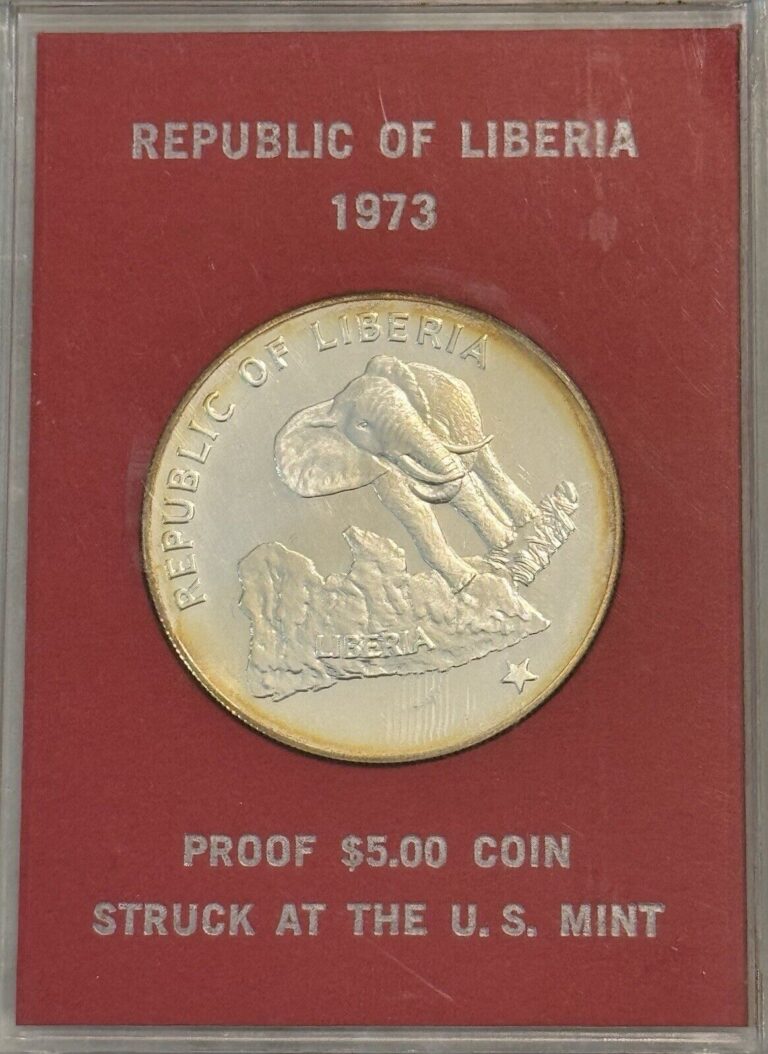 REPUBLIC OF LIBERIA
1973
REPUBLIC OF LIBERIA
LIBERIA
PROOF $5.00 COIN
STRUCK AT THE U.S. MINT